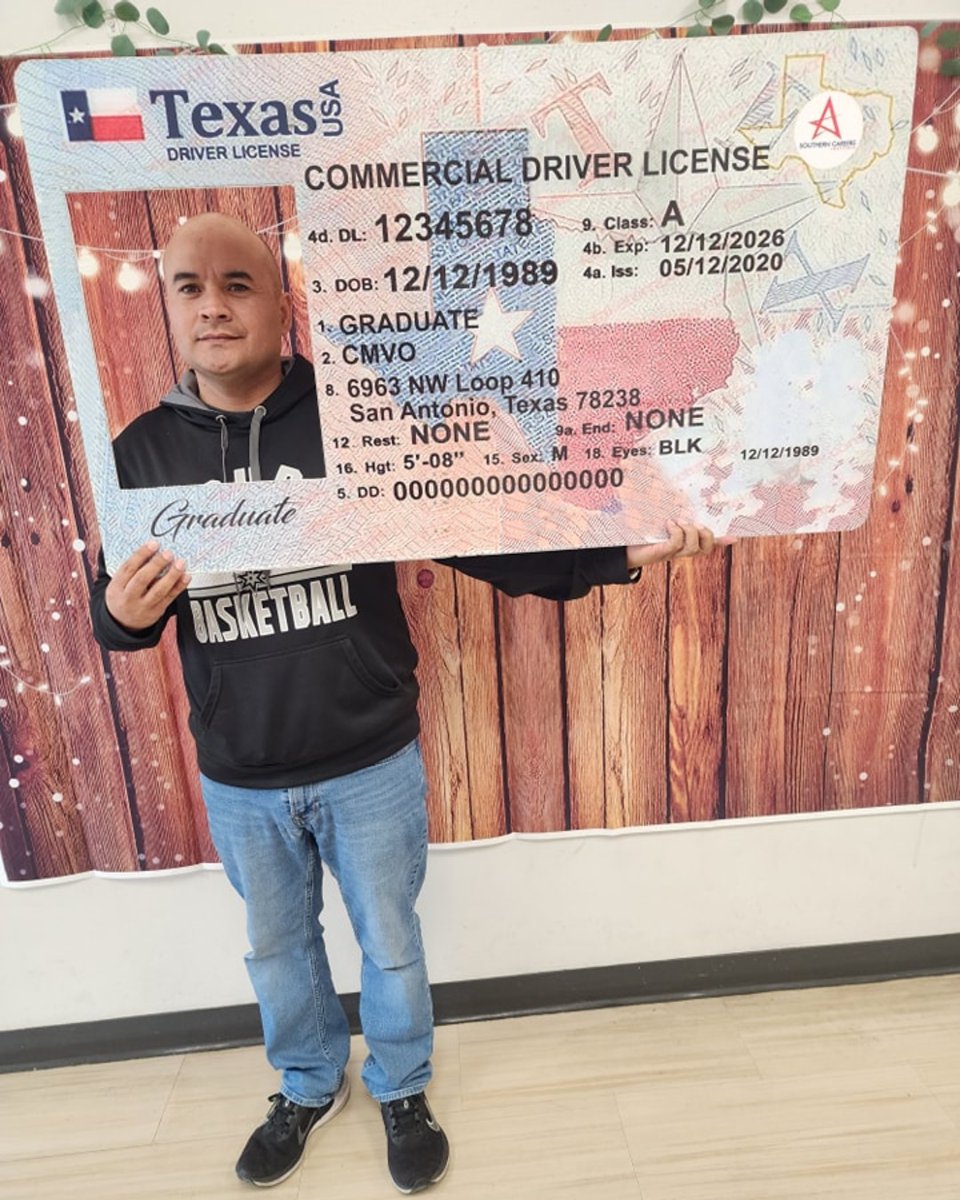 Texas USA
DRIVER LICENSE
SOUTHERN CAREERS
COMMERCIAL DRIVER LICENSE
4d. DL: 12345678
9. Class: A
4b. Exp: 12/12/2026
3. DOB: 12/12/1989
4a. Iss: 05/12/2020
1. GRADUATE
2. CMVO
8. 6963 NW Loop 410
San Antonio, Texas 78238
12 Rest: NONE
9a. End: NONE
16. Hgt: 5'-08" 15. Sex: M 18. Eyes: BLK
12/12/1989
5. DD: 000000000000000
Graduate
BASKETBALL